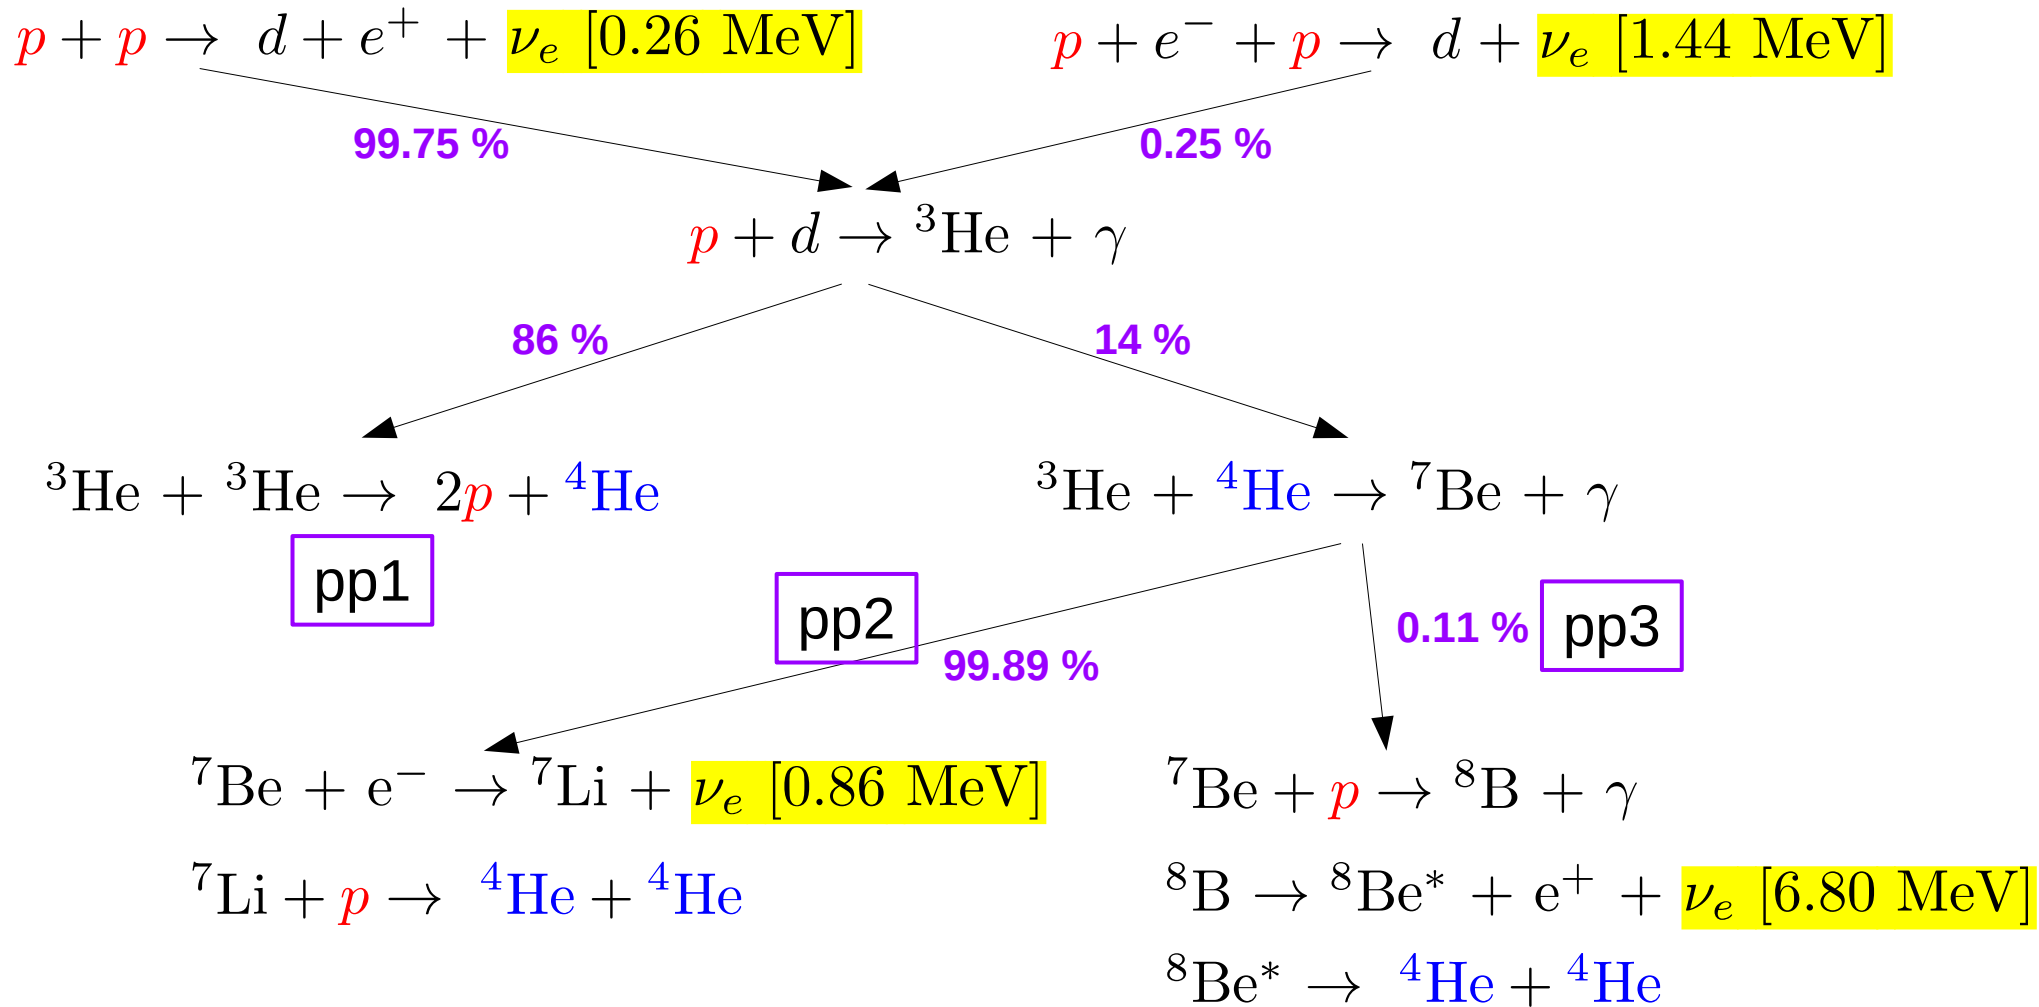 p + p → d + e⁺ + νₑ [0.26 MeV]
p + e⁻ + p → d + νₑ [1.44 MeV]
99.75 %
0.25 %
p + d → ³He + γ
86 %
14 %
³He + ³He → 2p + ⁴He
³He + ⁴He → ⁷Be + γ
pp1
pp2
99.89 %
0.11 %
pp3
⁷Be + e⁻ → ⁷Li + νₑ [0.86 MeV]
⁷Li + p → ⁴He + ⁴He
⁷Be + p → ⁸B + γ
⁸B → ⁸Be* + e⁺ + νₑ [6.80 MeV]
⁸Be* → ⁴He + ⁴He